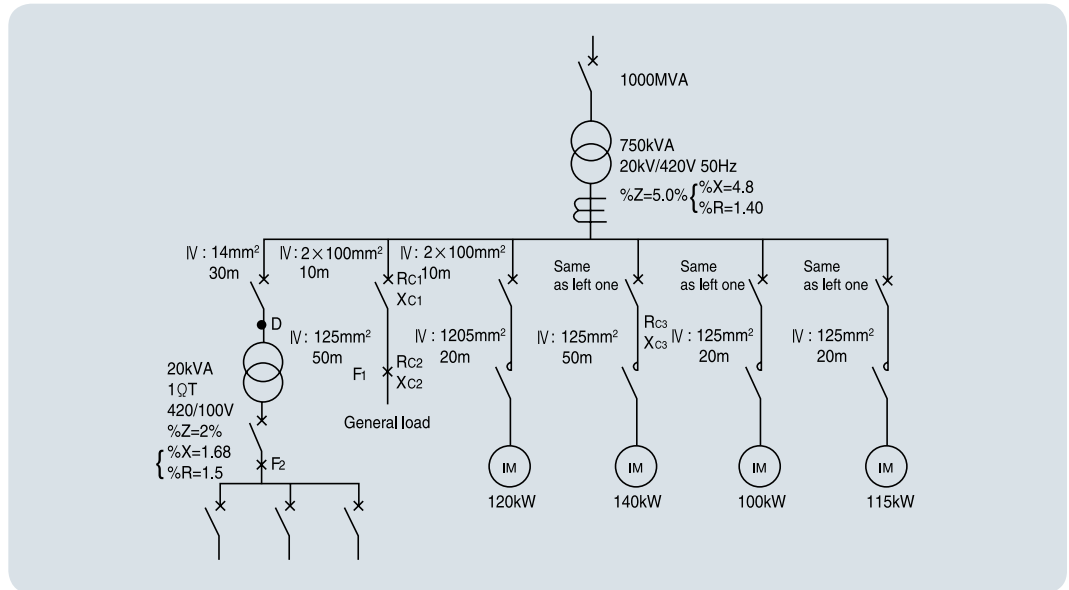 1000MVA
750kVA
20kV/420V 50Hz
%Z=5.0% { %X=4.8
%R=1.40
IV : 14mm²
30m
IV : 2×100mm²
10m
IV : 2×100mm²
10m
RC1
XC1
Same
as left one
Same
as left one
Same
as left one
D
IV : 125mm²
50m
F1
RC2
XC2
General load
IV : 1205mm²
20m
IV : 125mm²
50m
RC3
XC3
IV : 125mm²
20m
IV : 125mm²
20m
20kVA
1ΩT
420/100V
%Z=2%
{ %X=1.68
%R=1.5
F2
IM
120kW
IM
140kW
IM
100kW
IM
115kW